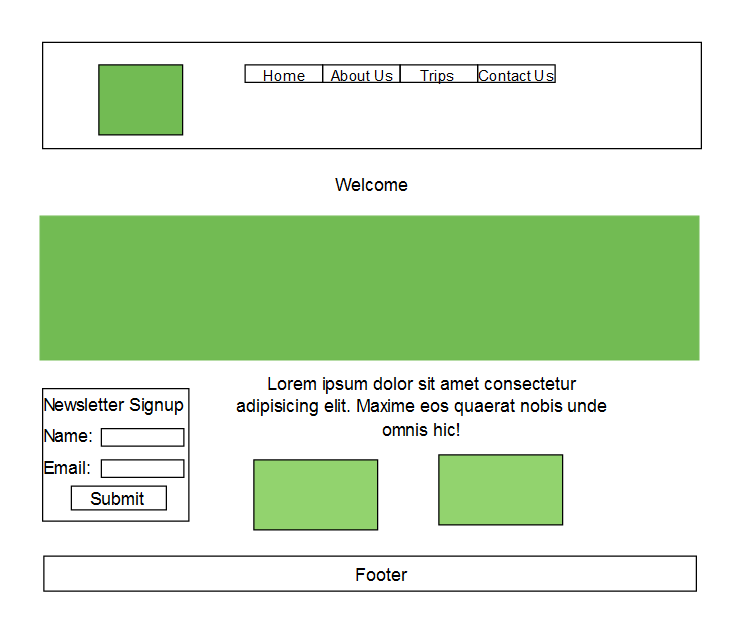 Home About Us Trips Contact Us
Welcome
Lorem ipsum dolor sit amet consectetur
adipisicing elit. Maxime eos quaerat nobis unde
omnis hic!
Newsletter Signup
Name:
Email:
Submit
Footer